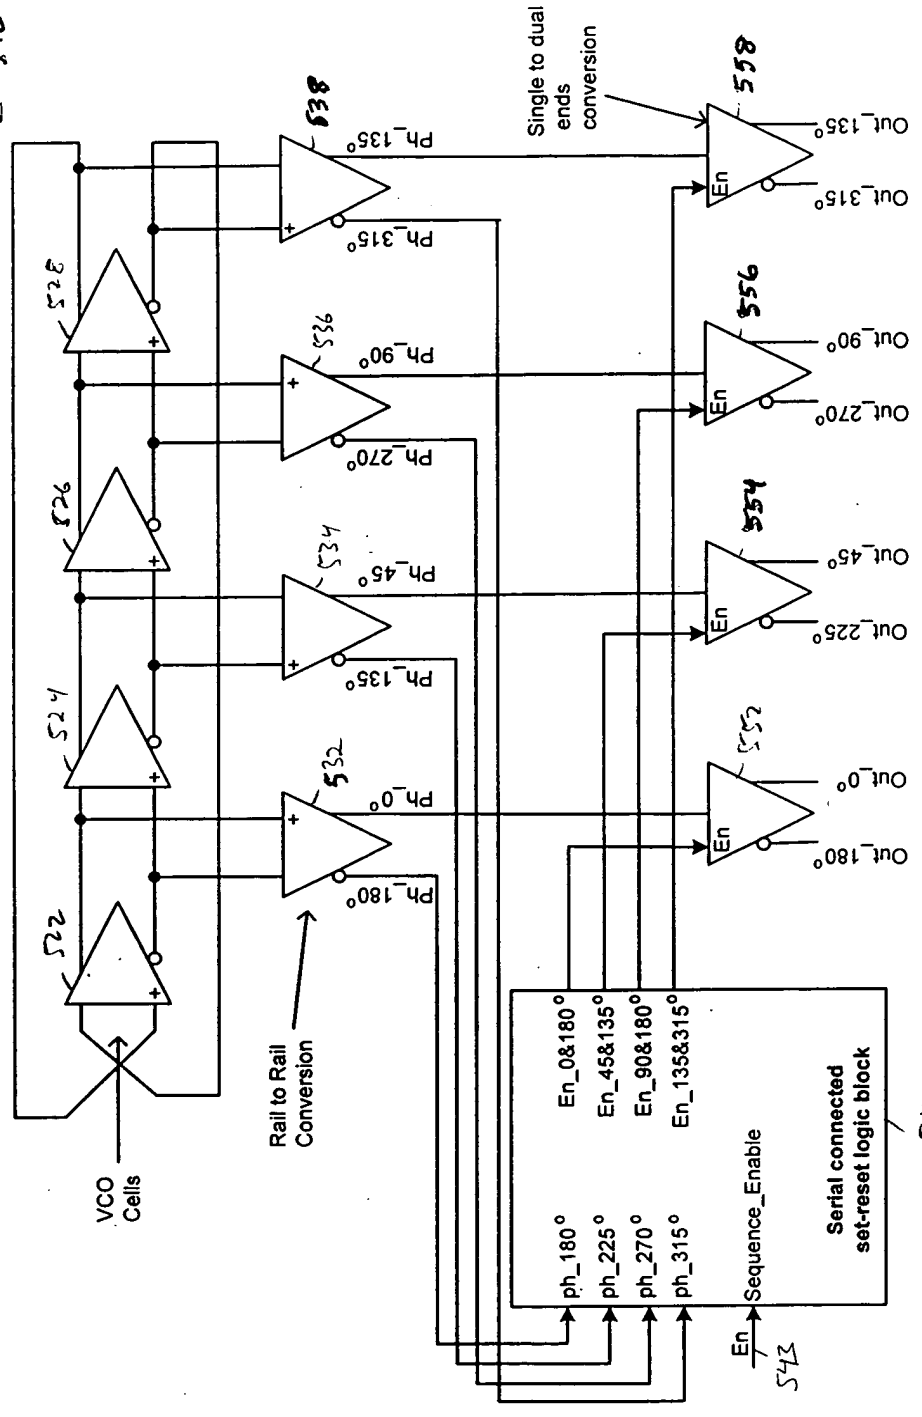 VCO
Cells
522
524
526
528
Rail to Rail
Conversion
+
+
+
+
532
534
536
538
+
+
+
+
Ph_180°
Ph_0°
Ph_135°
Ph_45°
Ph_270°
Ph_90°
Ph_315°
Ph_135°
Single to dual
ends
conversion
ph_180°
ph_225°
ph_270°
ph_315°
En_0&180°
En_45&135°
En_90&180°
En_135&315°
En
543
Sequence_Enable
Serial connected
set-reset logic block
En
En
En
En
552
554
556
558
Out_180°
Out_0°
Out_225°
Out_45°
Out_270°
Out_90°
Out_315°
Out_135°